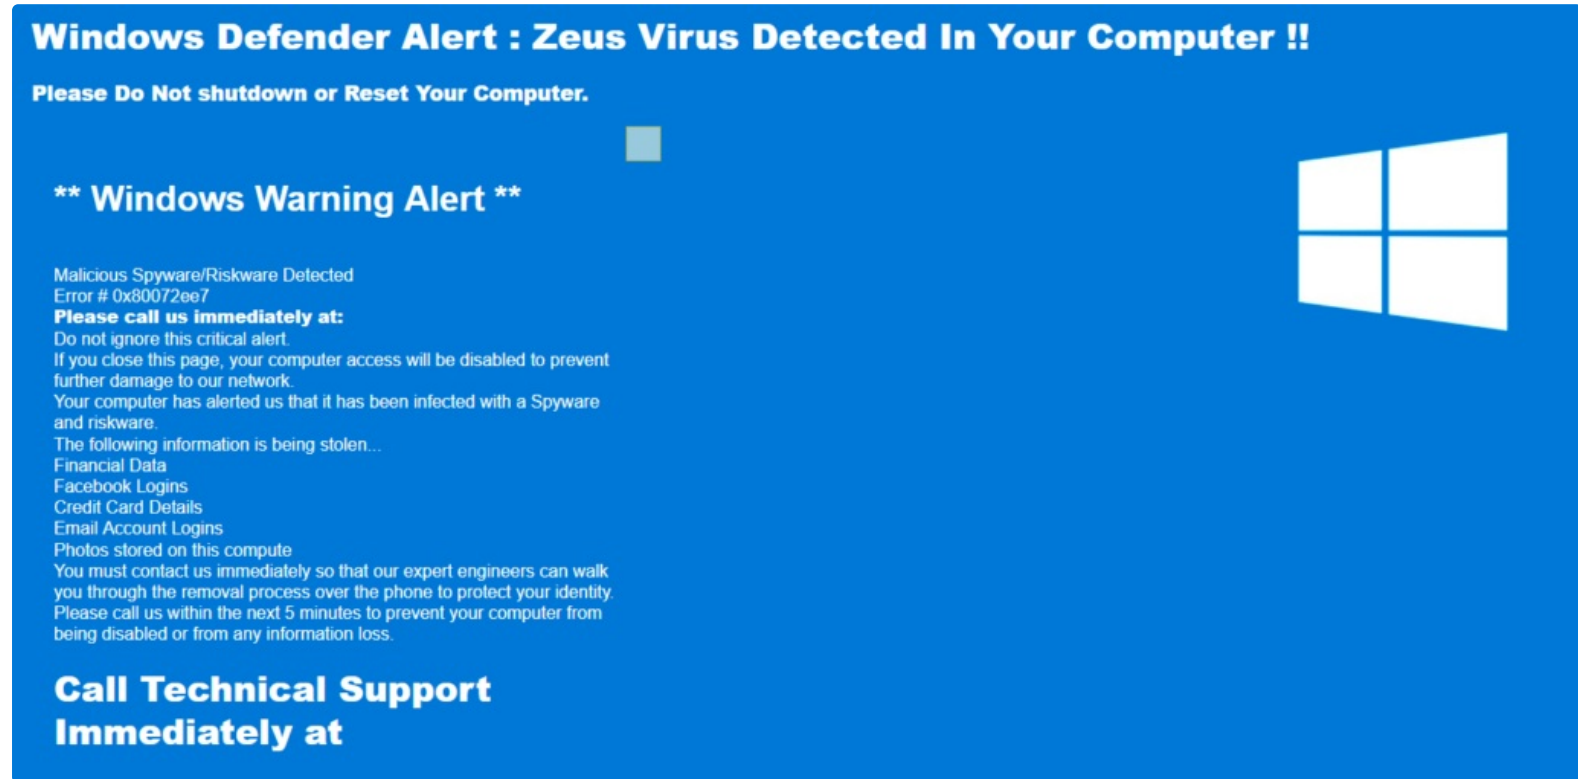 Windows Defender Alert : Zeus Virus Detected In Your Computer !!
Please Do Not shutdown or Reset Your Computer.
** Windows Warning Alert **
Malicious Spyware/Riskware Detected
Error # 0x80072ee7
Please call us immediately at:
Do not ignore this critical alert.
If you close this page, your computer access will be disabled to prevent
further damage to our network.
Your computer has alerted us that it has been infected with a Spyware
and riskware.
The following information is being stolen...
Financial Data
Facebook Logins
Credit Card Details
Email Account Logins
Photos stored on this compute
You must contact us immediately so that our expert engineers can walk
you through the removal process over the phone to protect your identity.
Please call us within the next 5 minutes to prevent your computer from
being disabled or from any information loss.
Call Technical Support
Immediately at